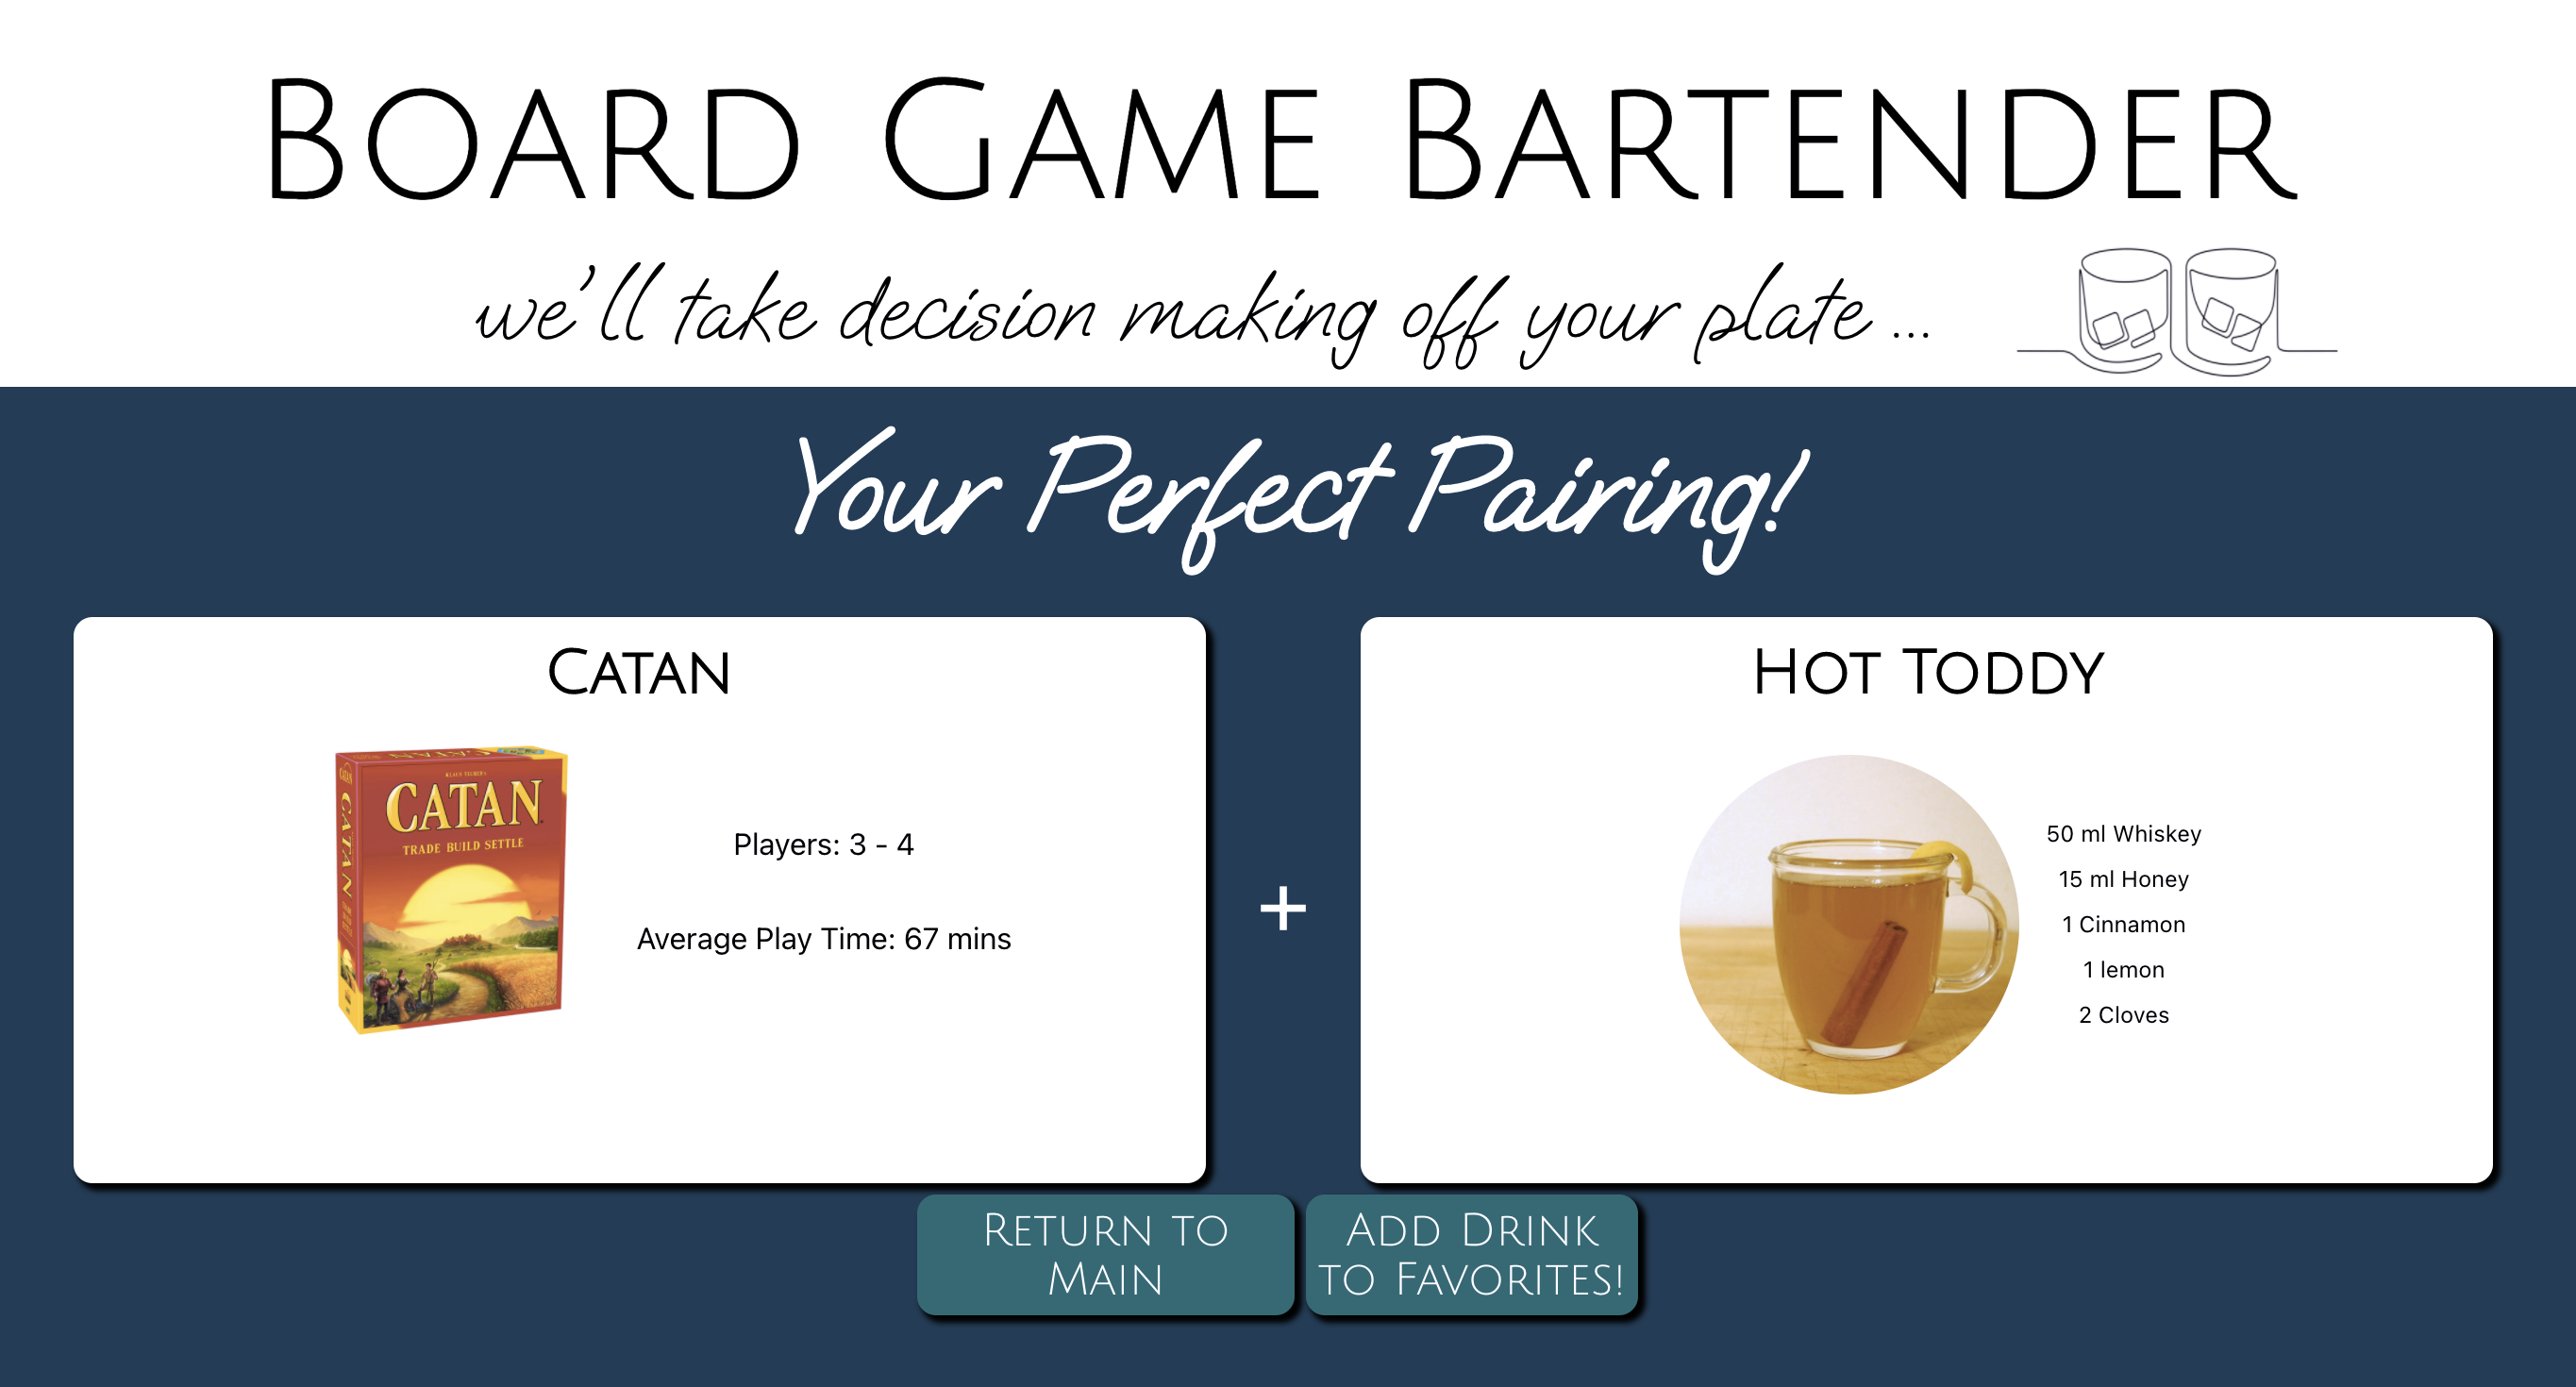 Board Game Bartender
we'll take decision making off your plate ...
Your Perfect Pairing!
Catan
CATAN
TRADE BUILD SETTLE
CATAN
Players: 3 - 4
Average Play Time: 67 mins
+
Hot Toddy
50 ml Whiskey
15 ml Honey
1 Cinnamon
1 lemon
2 Cloves
Return to
Main
Add Drink
to Favorites!